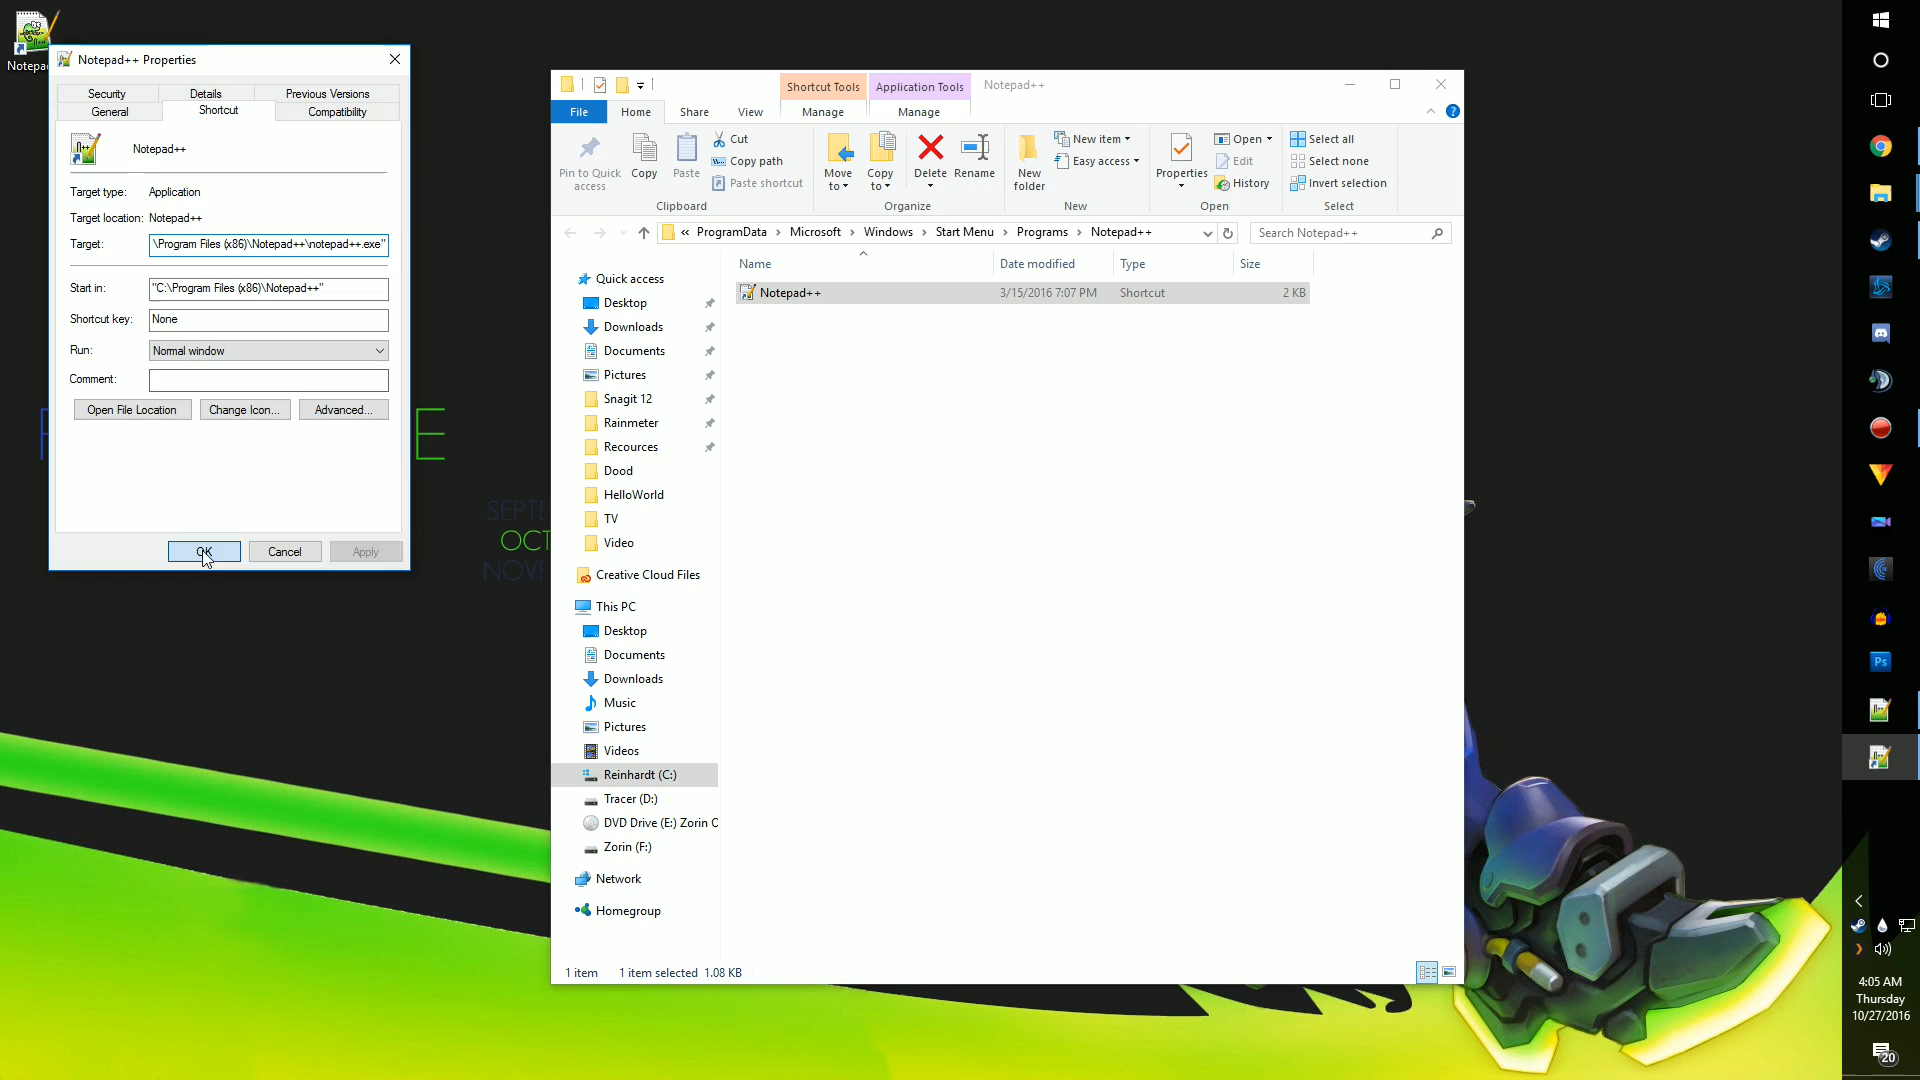 Notepad++ Properties
Security
Details
Previous Versions
General
Shortcut
Compatibility
Notepad++
Target type:
Application
Target location:
Notepad++
Target:
\Program Files (x86)\Notepad++\notepad++.exe"
Start in:
"C:\Program Files (x86)\Notepad++"
Shortcut key:
None
Run:
Normal window
Comment:
Open File Location
Change Icon...
Advanced...
OK
Cancel
Apply
OCT
Shortcut Tools
Application Tools
Notepad++
File
Home
Share
View
Manage
Manage
Pin to Quick
access
Copy
Paste
Cut
Copy path
Paste shortcut
Clipboard
Move
to
Copy
to
Delete
Rename
Organize
New
folder
New item
Easy access
New
Properties
Open
Edit
History
Open
Select all
Select none
Invert selection
Select
« ProgramData
Microsoft
Windows
Start Menu
Programs
Notepad++
Search Notepad++
Name
Date modified
Type
Size
Notepad++
3/15/2016 7:07 PM
Shortcut
2 KB
Quick access
Desktop
Downloads
Documents
Pictures
Snagit 12
Rainmeter
Recources
Dood
HelloWorld
TV
Video
Creative Cloud Files
This PC
Desktop
Documents
Downloads
Music
Pictures
Videos
Reinhardt (C:)
Tracer (D:)
DVD Drive (E:) Zorin O
Zorin (F:)
Network
Homegroup
1 item
1 item selected 1.08 KB
Ps
4:05 AM
Thursday
10/27/2016
20